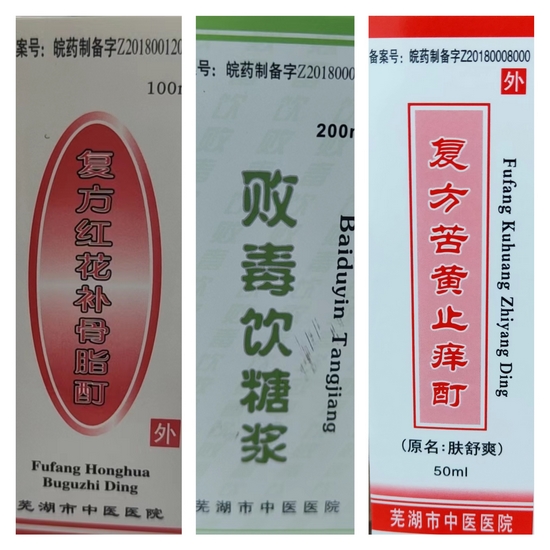 案号：皖药制备字Z201800120
100m
复方红花补骨脂酊
外
Fufang Honghua
Buguzhi Ding
芜湖市中医医院
号：皖药制备字Z20180000
200m
败毒饮糖浆
Baiduyin Tangjiang
芜湖市中医医院
备案号：皖药制备字Z20180008000
外
复方苦黄止痒酊
Fufang Kuhuang Zhiyang Ding
（原名：肤舒爽）
50ml
芜湖市中医医院